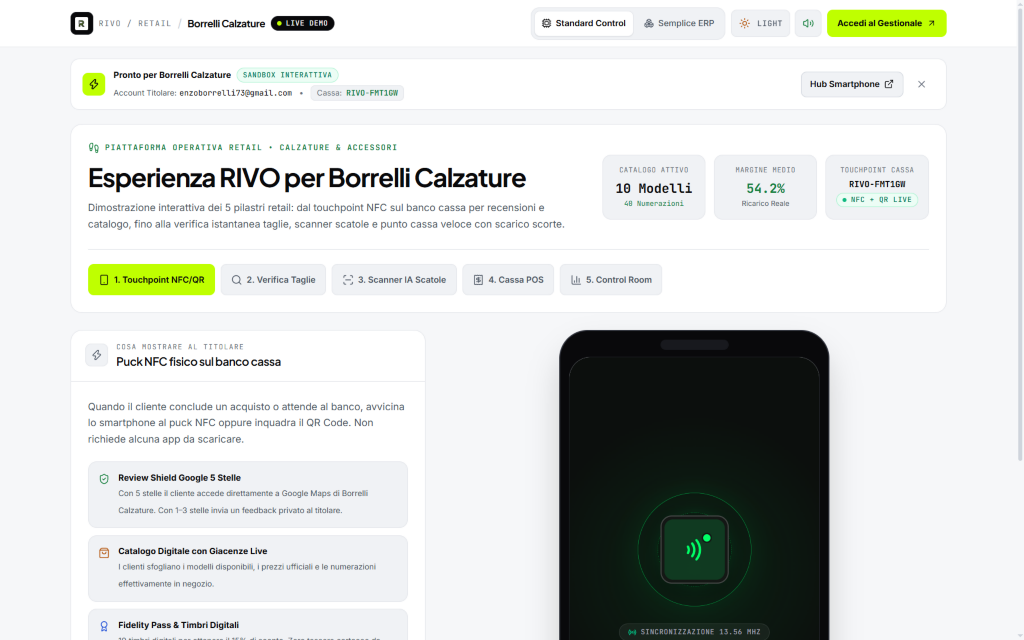 R RIVO / RETAIL / Borrelli Calzature LIVE DEMO
Standard Control
Semplice ERP
LIGHT
Accedi al Gestionale
Pronto per Borrelli Calzature SANDBOX INTERATTIVA
Account Titolare: enzoborrelli73@gmail.com • Cassa: RIVO-FMT1GW
Hub Smartphone
PIATTAFORMA OPERATIVA RETAIL • CALZATURE & ACCESSORI
Esperienza RIVO per Borrelli Calzature
Dimostrazione interattiva dei 5 pilastri retail: dal touchpoint NFC sul banco cassa per recensioni e
catalogo, fino alla verifica istantanea taglie, scanner scatole e punto cassa veloce con scarico scorte.
CATALOGO ATTIVO
10 Modelli
40 Numerazioni
MARGINE MEDIO
54.2%
Ricarico Reale
TOUCHPOINT CASSA
RIVO-FMT1GW
NFC + QR LIVE
1. Touchpoint NFC/QR
2. Verifica Taglie
3. Scanner IA Scatole
4. Cassa POS
5. Control Room
COSA MOSTRARE AL TITOLARE
Puck NFC fisico sul banco cassa
Quando il cliente conclude un acquisto o attende al banco, avvicina
lo smartphone al puck NFC oppure inquadra il QR Code. Non
richiede alcuna app da scaricare.
Review Shield Google 5 Stelle
Con 5 stelle il cliente accede direttamente a Google Maps di Borrelli
Calzature. Con 1-3 stelle invia un feedback privato al titolare.
Catalogo Digitale con Giacenze Live
I clienti sfogliano i modelli disponibili, i prezzi ufficiali e le numerazioni
effettivamente in negozio.
Fidelity Pass & Timbri Digitali
SINCRONIZZAZIONE 13.56 MHZ